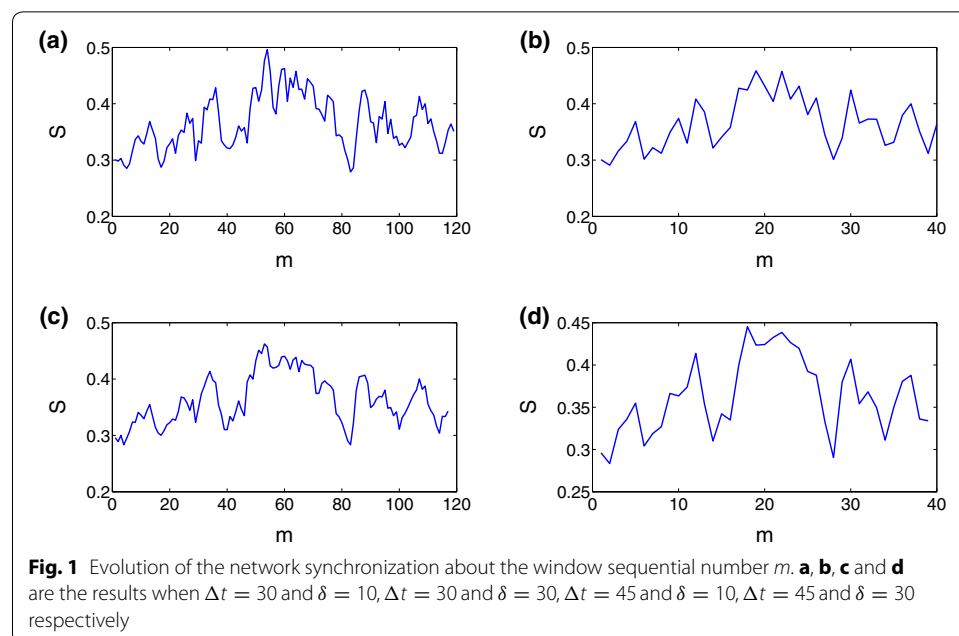 (a)
0.5
0.4
0.3
0.2
S
0 20 40 60 80 100 120
m
(b)
0.5
0.4
0.3
0.2
S
0 10 20 30 40
m
(c)
0.5
0.4
0.3
0.2
S
0 20 40 60 80 100 120
m
(d)
0.45
0.4
0.35
0.3
0.25
S
0 10 20 30 40
m
Fig. 1 Evolution of the network synchronization about the window sequential number m. a, b, c and d
are the results when Δt = 30 and δ = 10, Δt = 30 and δ = 30, Δt = 45 and δ = 10, Δt = 45 and δ = 30
respectively